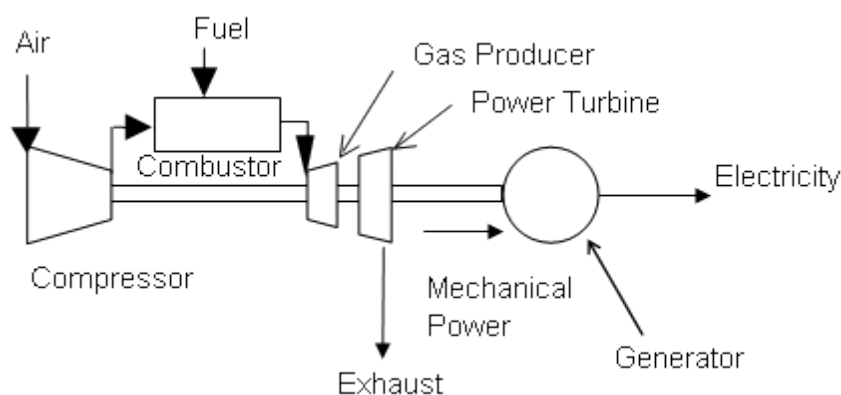 Fuel
Air
Gas Producer
Power Turbine
Combustor
Electricity
Compressor
Mechanical
Power
Generator
Exhaust